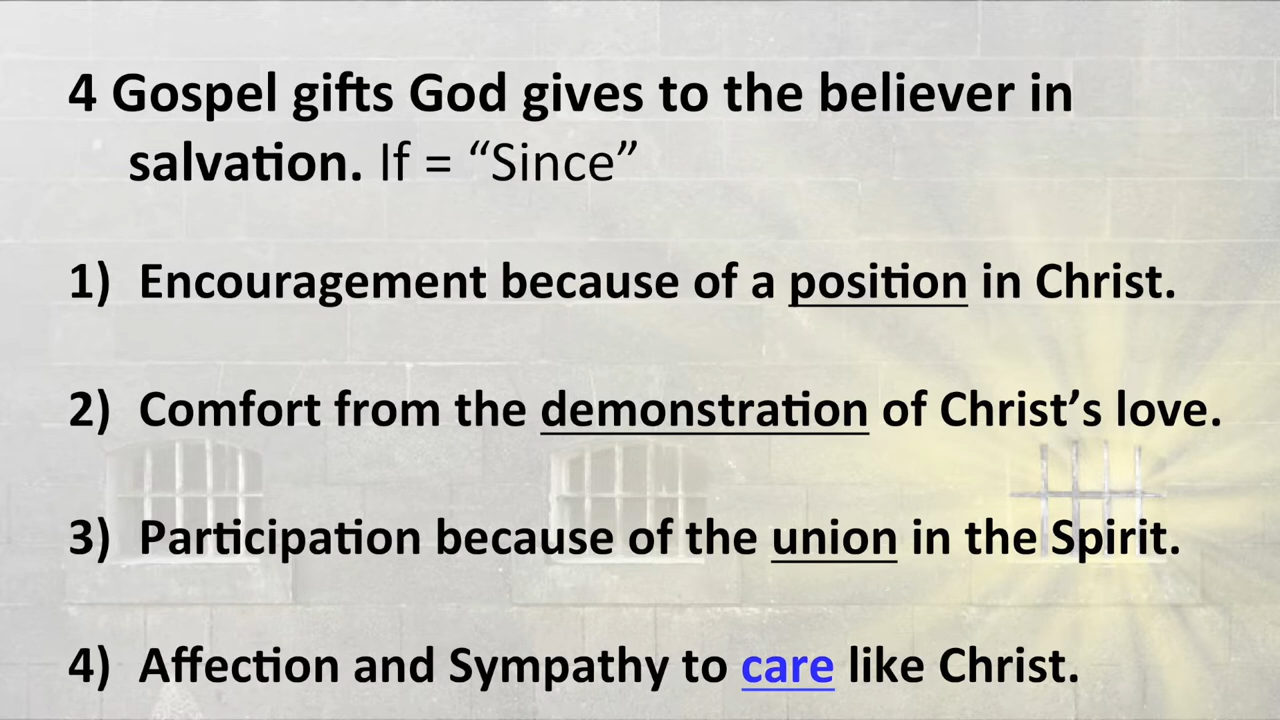 4 Gospel gifts God gives to the believer in
salvation. If = “Since”
1) Encouragement because of a position in Christ.
2) Comfort from the demonstration of Christ’s love.
3) Participation because of the union in the Spirit.
4) Affection and Sympathy to care like Christ.